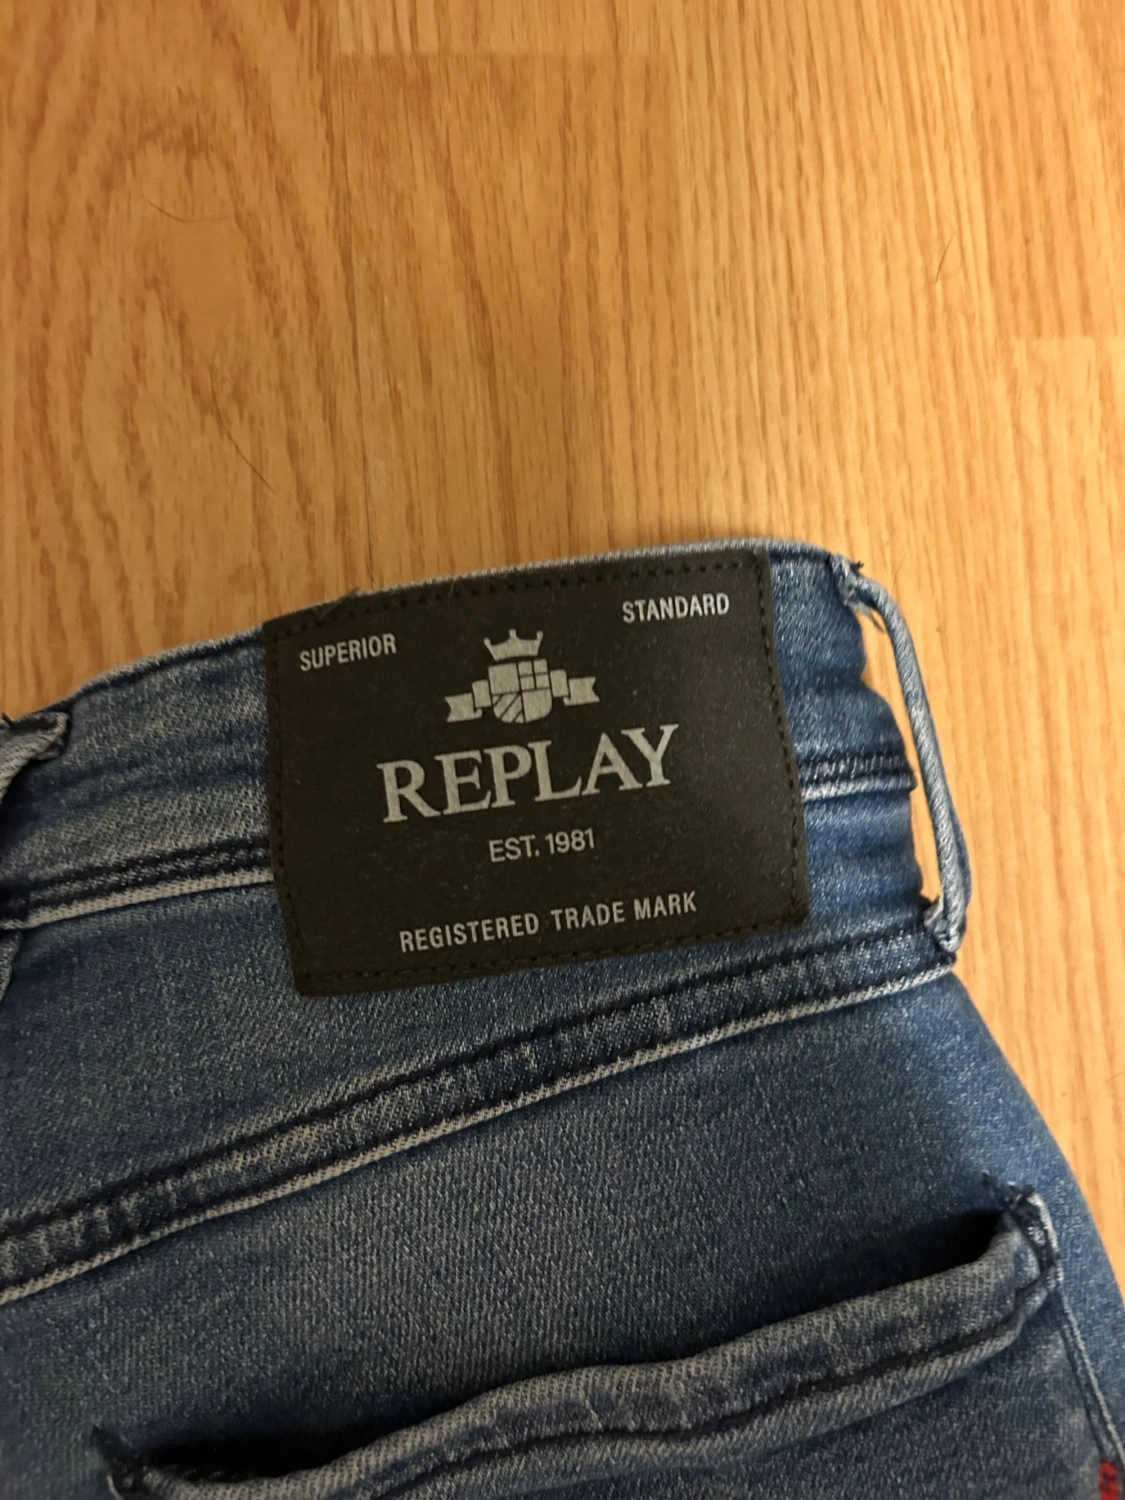 SUPERIOR STANDARD
REPLAY
EST. 1981
REGISTERED TRADE MARK